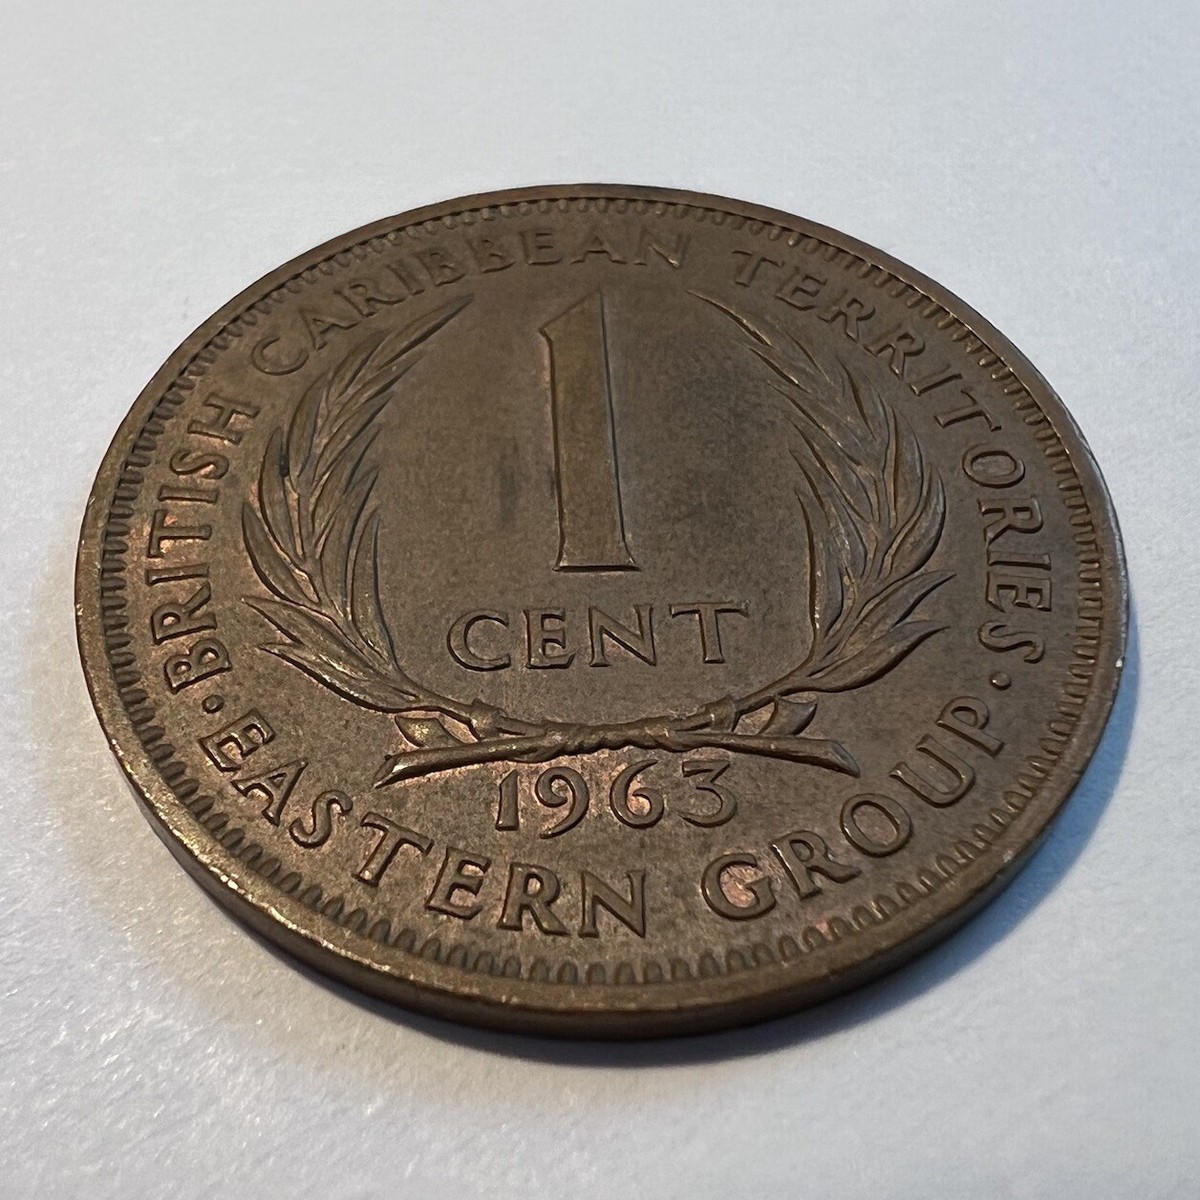 BRITISH CARIBBEAN TERRITORIES
1
CENT
1963
· EASTERN GROUP ·